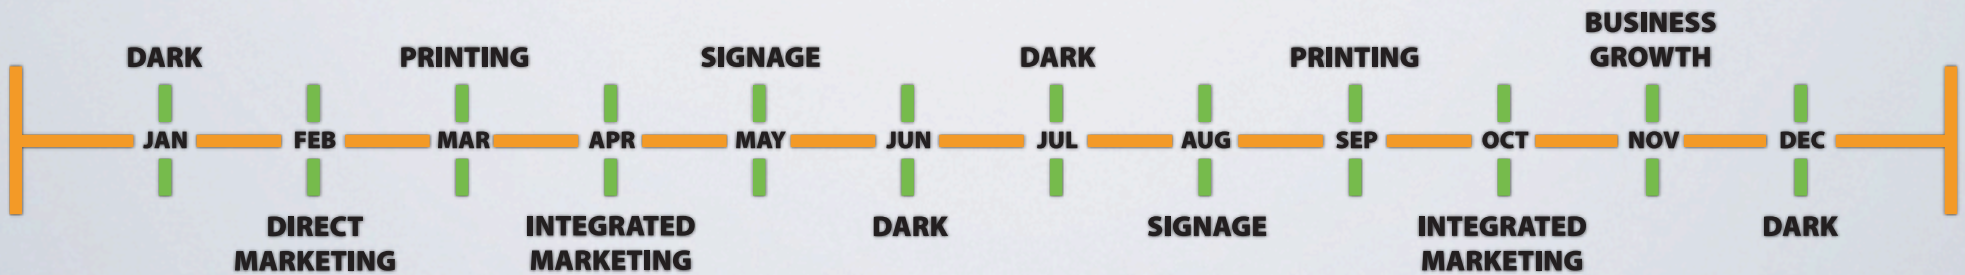 BUSINESS
DARK PRINTING SIGNAGE DARK PRINTING GROWTH
JAN FEB MAR APR MAY JUN JUL AUG SEP OCT NOV DEC
DIRECT INTEGRATED DARK SIGNAGE INTEGRATED DARK
MARKETING MARKETING MARKETING